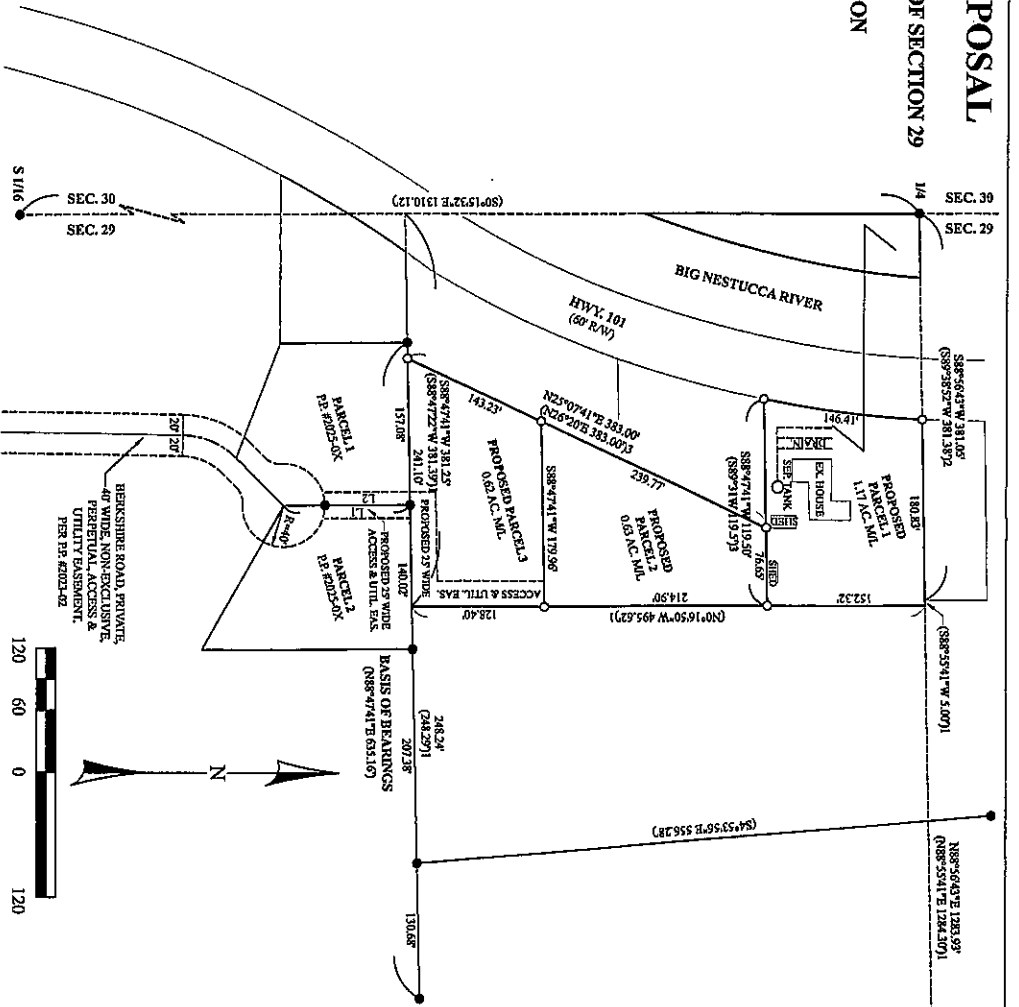 POSAL
OF SECTION 29
ON
SEC. 30
SEC. 29
1/4
S88°56'43"W 381.05'
(S89°38'52"W 381.38')2
180.83'
(S88°55'41"W 5.00')1
N88°56'43"E 1283.93'
(N88°55'41"E 1284.30')1
BIG NESTUCCA RIVER
HWY. 101
(60' R/W)
146.41'
DRAIN
EX. HOUSE
SEP. TANK
SHED
PROPOSED
PARCEL 1
1.17 AC. M/L
152.32'
S88°47'41"W 119.50'
(S89°31'W 119.5')3
76.65'
SHED
(S0°15'32"E 1310.12')
N25°07'41"E 383.00'
(N26°20'E 383.00')3
239.77'
143.23'
PROPOSED
PARCEL 2
0.63 AC. M/L
214.90'
(N0°16'50"W 495.62')1
S88°47'41"W 179.96'
PROPOSED PARCEL 3
0.62 AC. M/L
128.40'
ACCESS & UTIL. EAS.
PROPOSED 25' WIDE
S88°47'41"W 381.25'
(S88°47'22"W 381.35')1
241.10'
157.08'
140.02'
248.24'
(248.29')1
207.38'
BASIS OF BEARINGS
(N88°47'41"E 635.16')
(S4°53'56"E 556.28')
130.68'
PARCEL 1
P.P. #2025-0X
L2
L1
PROPOSED 25' WIDE
ACCESS & UTIL. EAS.
PARCEL 2
P.P. #2025-0X
R=40'
20' 20'
BERKSHIRE ROAD, PRIVATE,
40' WIDE, NON-EXCLUSIVE,
PERPETUAL, ACCESS &
UTILITY EASEMENT,
PER P.P. #2023-02
SEC. 30
SEC. 29
S 1/16
N
120 60 0 120